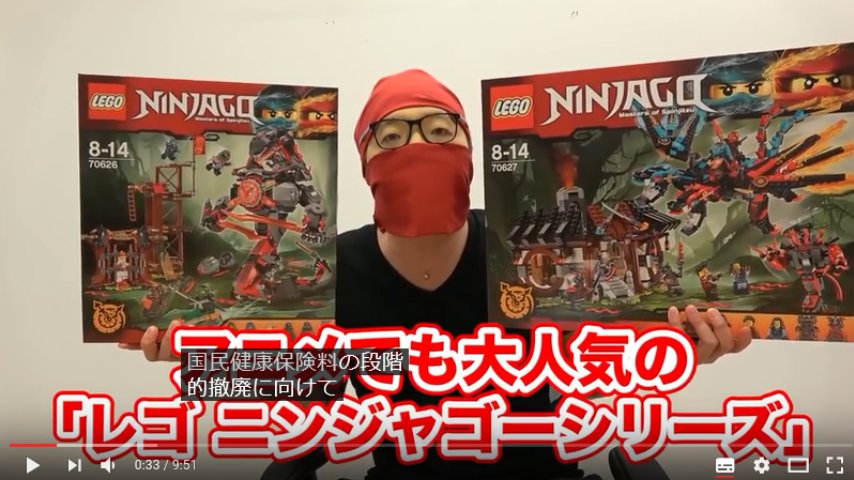 LEGO NINJAGO
Masters of Spinjitzu
8-14
70626
LEGO NINJAGO
Masters of Spinjitzu
8-14
70627
でも大人気の
「レゴ ニンジャゴーシリーズ」
国民健康保険料の段階
的撤廃に向けて
0:33 / 9:51